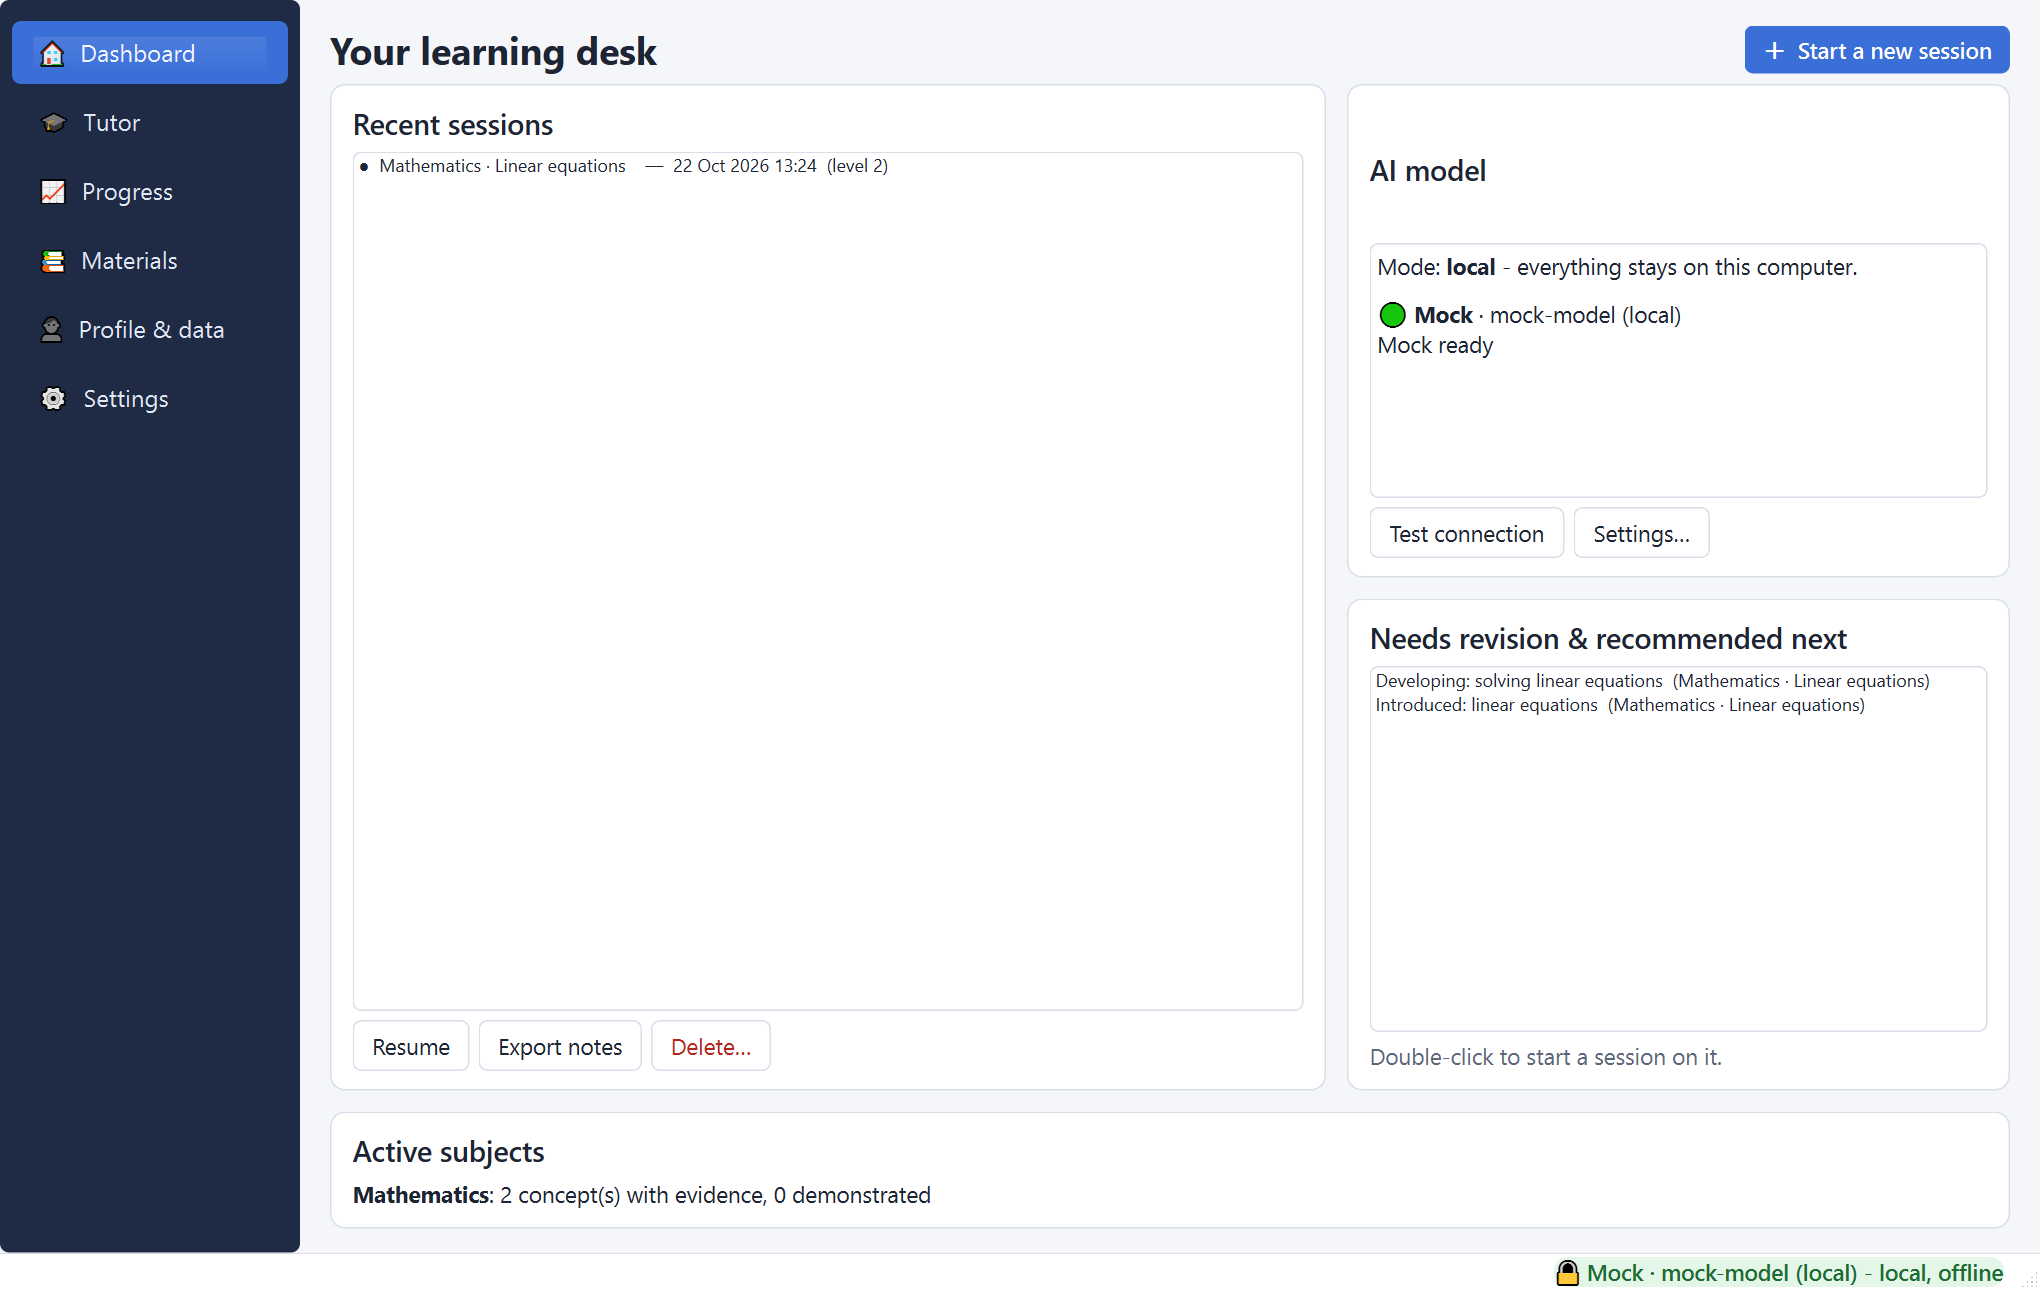 Dashboard
Tutor
Progress
Materials
Profile & data
Settings
Your learning desk
+ Start a new session
Recent sessions
● Mathematics · Linear equations — 22 Oct 2026 13:24 (level 2)
Resume
Export notes
Delete...
AI model
Mode: local - everything stays on this computer.
Mock · mock-model (local)
Mock ready
Test connection
Settings...
Needs revision & recommended next
Developing: solving linear equations (Mathematics · Linear equations)
Introduced: linear equations (Mathematics · Linear equations)
Double-click to start a session on it.
Active subjects
Mathematics: 2 concept(s) with evidence, 0 demonstrated
Mock · mock-model (local) - local, offline